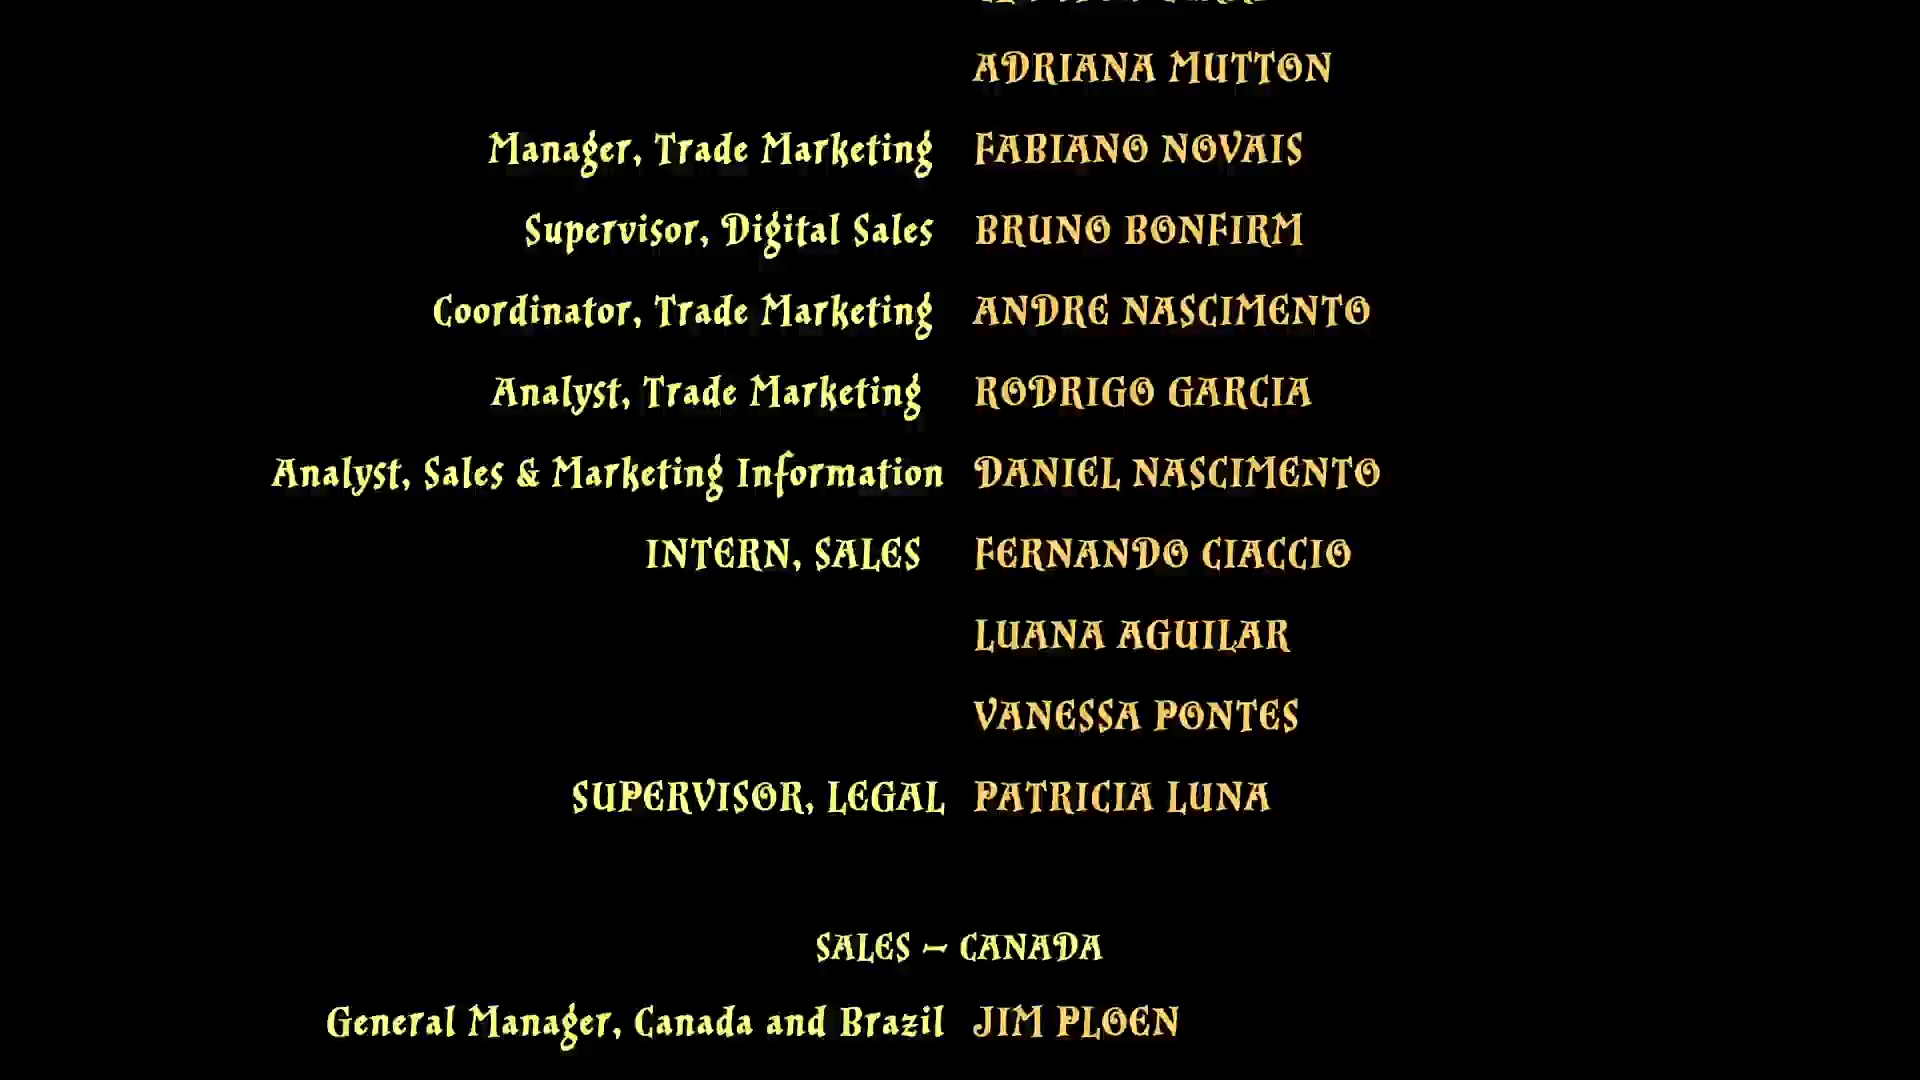 ADRIANA MUTTON
Manager, Trade Marketing FABIANO NOVAIS
Supervisor, Digital Sales BRUNO BONFIRM
Coordinator, Trade Marketing ANDRE NASCIMENTO
Analyst, Trade Marketing RODRIGO GARCIA
Analyst, Sales & Marketing Information DANIEL NASCIMENTO
INTERN, SALES FERNANDO CIACCIO
LUANA AGUILAR
VANESSA PONTES
SUPERVISOR, LEGAL PATRICIA LUNA
SALES – CANADA
General Manager, Canada and Brazil JIM PLOEN